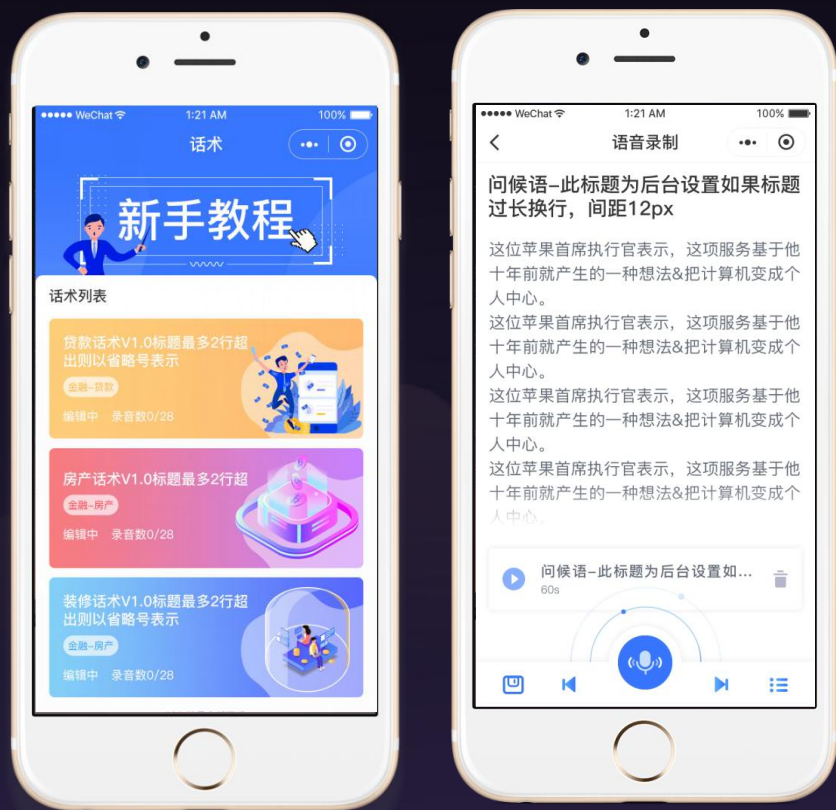 WeChat
1:21 AM
100%
话术
新手教程
话术列表
贷款话术V1.0标题最多2行超
出则以省略号表示
金融-贷款
编辑中 录音数0/28
房产话术V1.0标题最多2行超
金融-房产
编辑中 录音数0/28
装修话术V1.0标题最多2行超
出则以省略号表示
金融-房产
编辑中 录音数0/28
WeChat
1:21 AM
100%
语音录制
问候语-此标题为后台设置如果标题
过长换行，间距12px
这位苹果首席执行官表示，这项服务基于他
十年前就产生的一种想法&把计算机变成个
人中心。
这位苹果首席执行官表示，这项服务基于他
十年前就产生的一种想法&把计算机变成个
人中心。
这位苹果首席执行官表示，这项服务基于他
十年前就产生的一种想法&把计算机变成个
人中心。
这位苹果首席执行官表示，这项服务基于他
十年前就产生的一种想法&把计算机变成个
人中心。
问候语-此标题为后台设置如...
60s